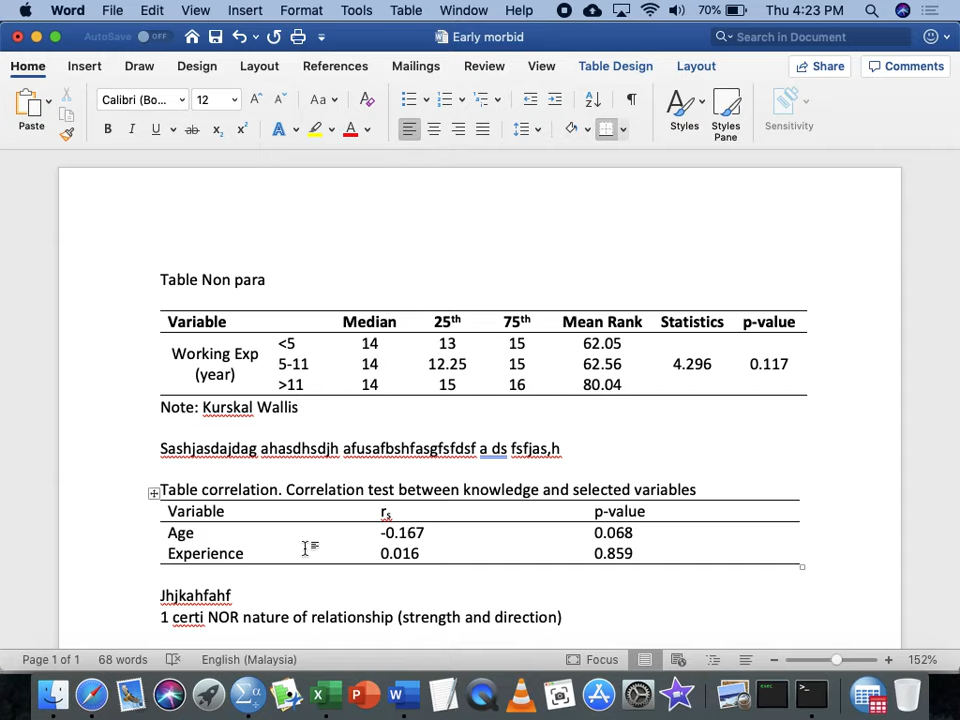 Word File Edit View Insert Format Tools Table Window Help 70% Thu 4:23 PM
AutoSave OFF Early morbid Search in Document
Home Insert Draw Design Layout References Mailings Review View Table Design Layout Share Comments
Calibri (Bo... 12 Aa
Paste B I U ab x₂ x² A A Styles Styles Pane Sensitivity
Table Non para
Variable Median 25th 75th Mean Rank Statistics p-value
<5 14 13 15 62.05
Working Exp (year) 5-11 14 12.25 15 62.56 4.296 0.117
>11 14 15 16 80.04
Note: Kurskal Wallis
Sashjasdajdag ahasdhsdjh afusafbshfasgfsfdsf a ds fsfjas,h
Table correlation. Correlation test between knowledge and selected variables
Variable rs p-value
Age -0.167 0.068
Experience 0.016 0.859
Jhjkahfahf
1 certi NOR nature of relationship (strength and direction)
Page 1 of 1 68 words English (Malaysia) Focus 152%